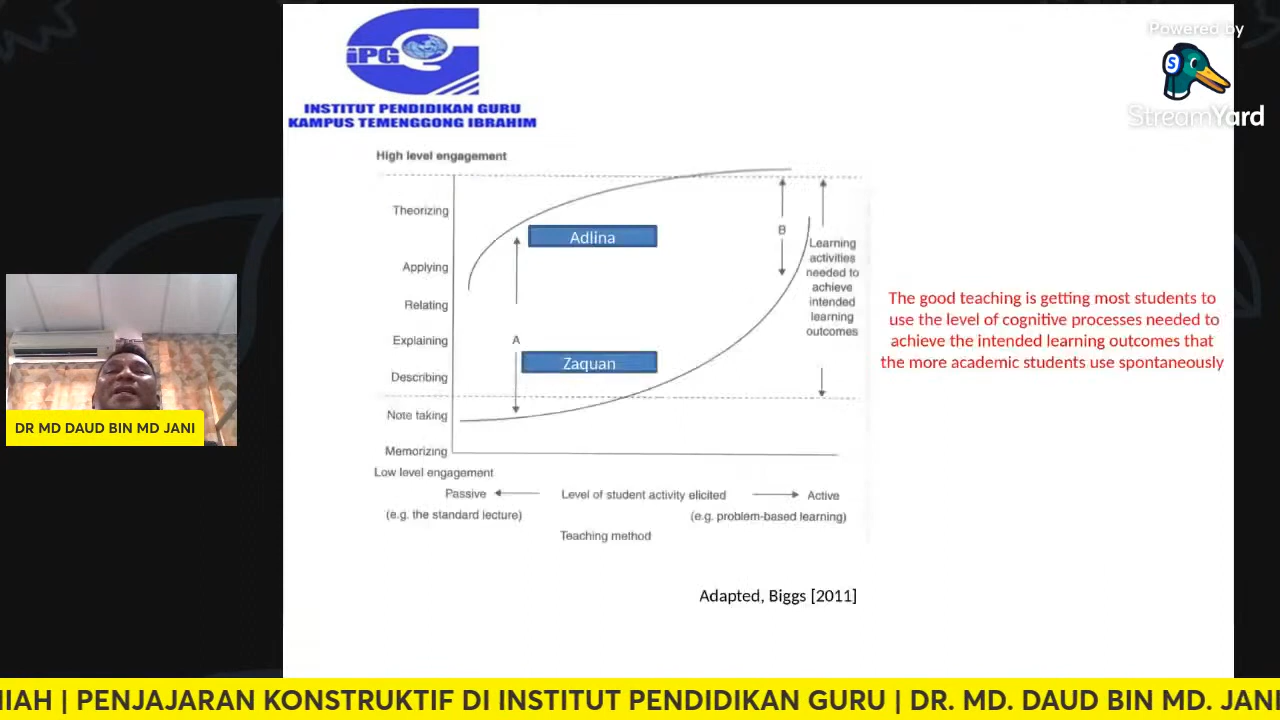 Powered by
StreamYard
iPG
INSTITUT PENDIDIKAN GURU
KAMPUS TEMENGGONG IBRAHIM
High level engagement
Theorizing
Applying
Relating
Explaining
Describing
Note taking
Memorizing
Low level engagement
Adlina
Zaquan
A
B
Learning
activities
needed to
achieve
intended
learning
outcomes
Passive
Level of student activity elicited
Active
(e.g. the standard lecture)
(e.g. problem-based learning)
Teaching method
The good teaching is getting most students to
use the level of cognitive processes needed to
achieve the intended learning outcomes that
the more academic students use spontaneously
Adapted, Biggs [2011]
DR MD DAUD BIN MD JANI
IAH | PENJAJARAN KONSTRUKTIF DI INSTITUT PENDIDIKAN GURU | DR. MD. DAUD BIN MD. JANI